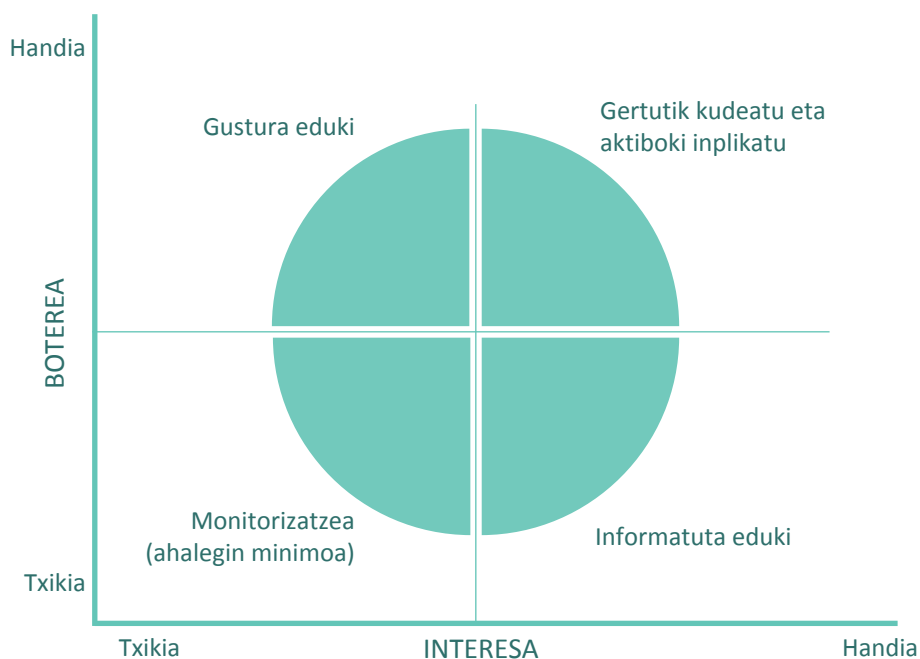 Handia
Gustura eduki
Gertutik kudeatu eta
aktiboki inplikatu
BOTEREA
Monitorizatzea
(ahalegin minimoa)
Informatuta eduki
Txikia
Txikia
INTERESA
Handia